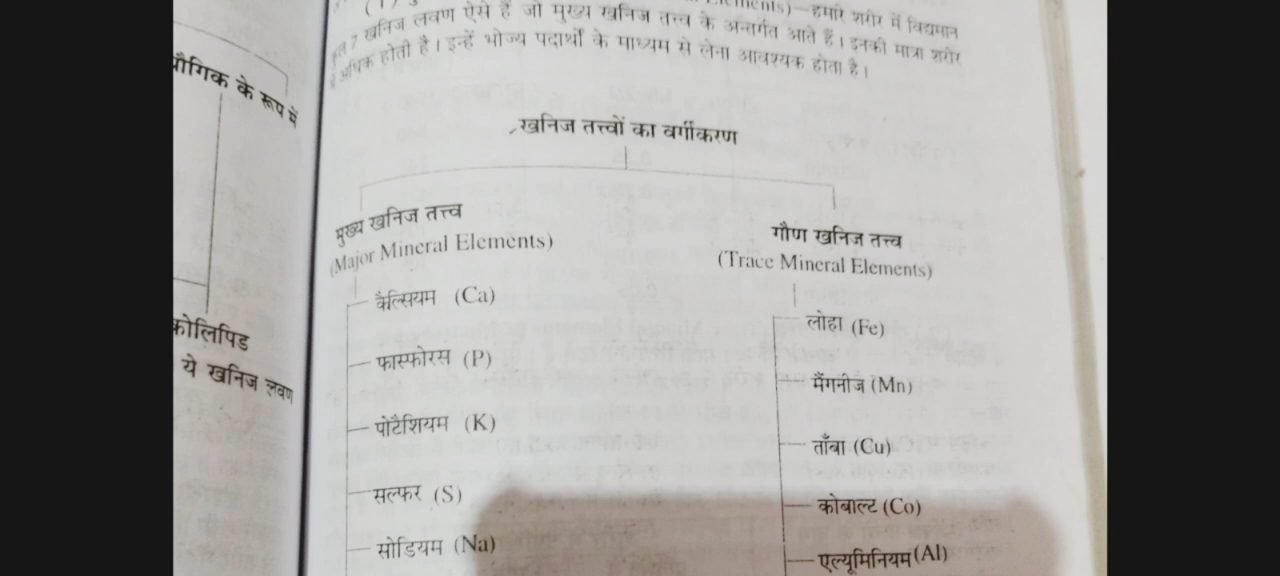 यौगिक के रूप में
कोलिपिड
ये खनिज लवण
हमारे शरीर में विद्यमान
7 खनिज लवण ऐसे हैं जो मुख्य खनिज तत्त्व के अन्तर्गत आते हैं। इनकी मात्रा शरीर
अधिक होती है। इन्हें भोज्य पदार्थों के माध्यम से लेना आवश्यक होता है।
खनिज तत्त्वों का वर्गीकरण
मुख्य खनिज तत्त्व
(Major Mineral Elements)
कैल्सियम (Ca)
फास्फोरस (P)
पोटैशियम (K)
सल्फर (S)
सोडियम (Na)
गौण खनिज तत्त्व
(Trace Mineral Elements)
लोहा (Fe)
मैंगनीज (Mn)
ताँबा (Cu)
कोबाल्ट (Co)
एल्यूमिनियम (Al)